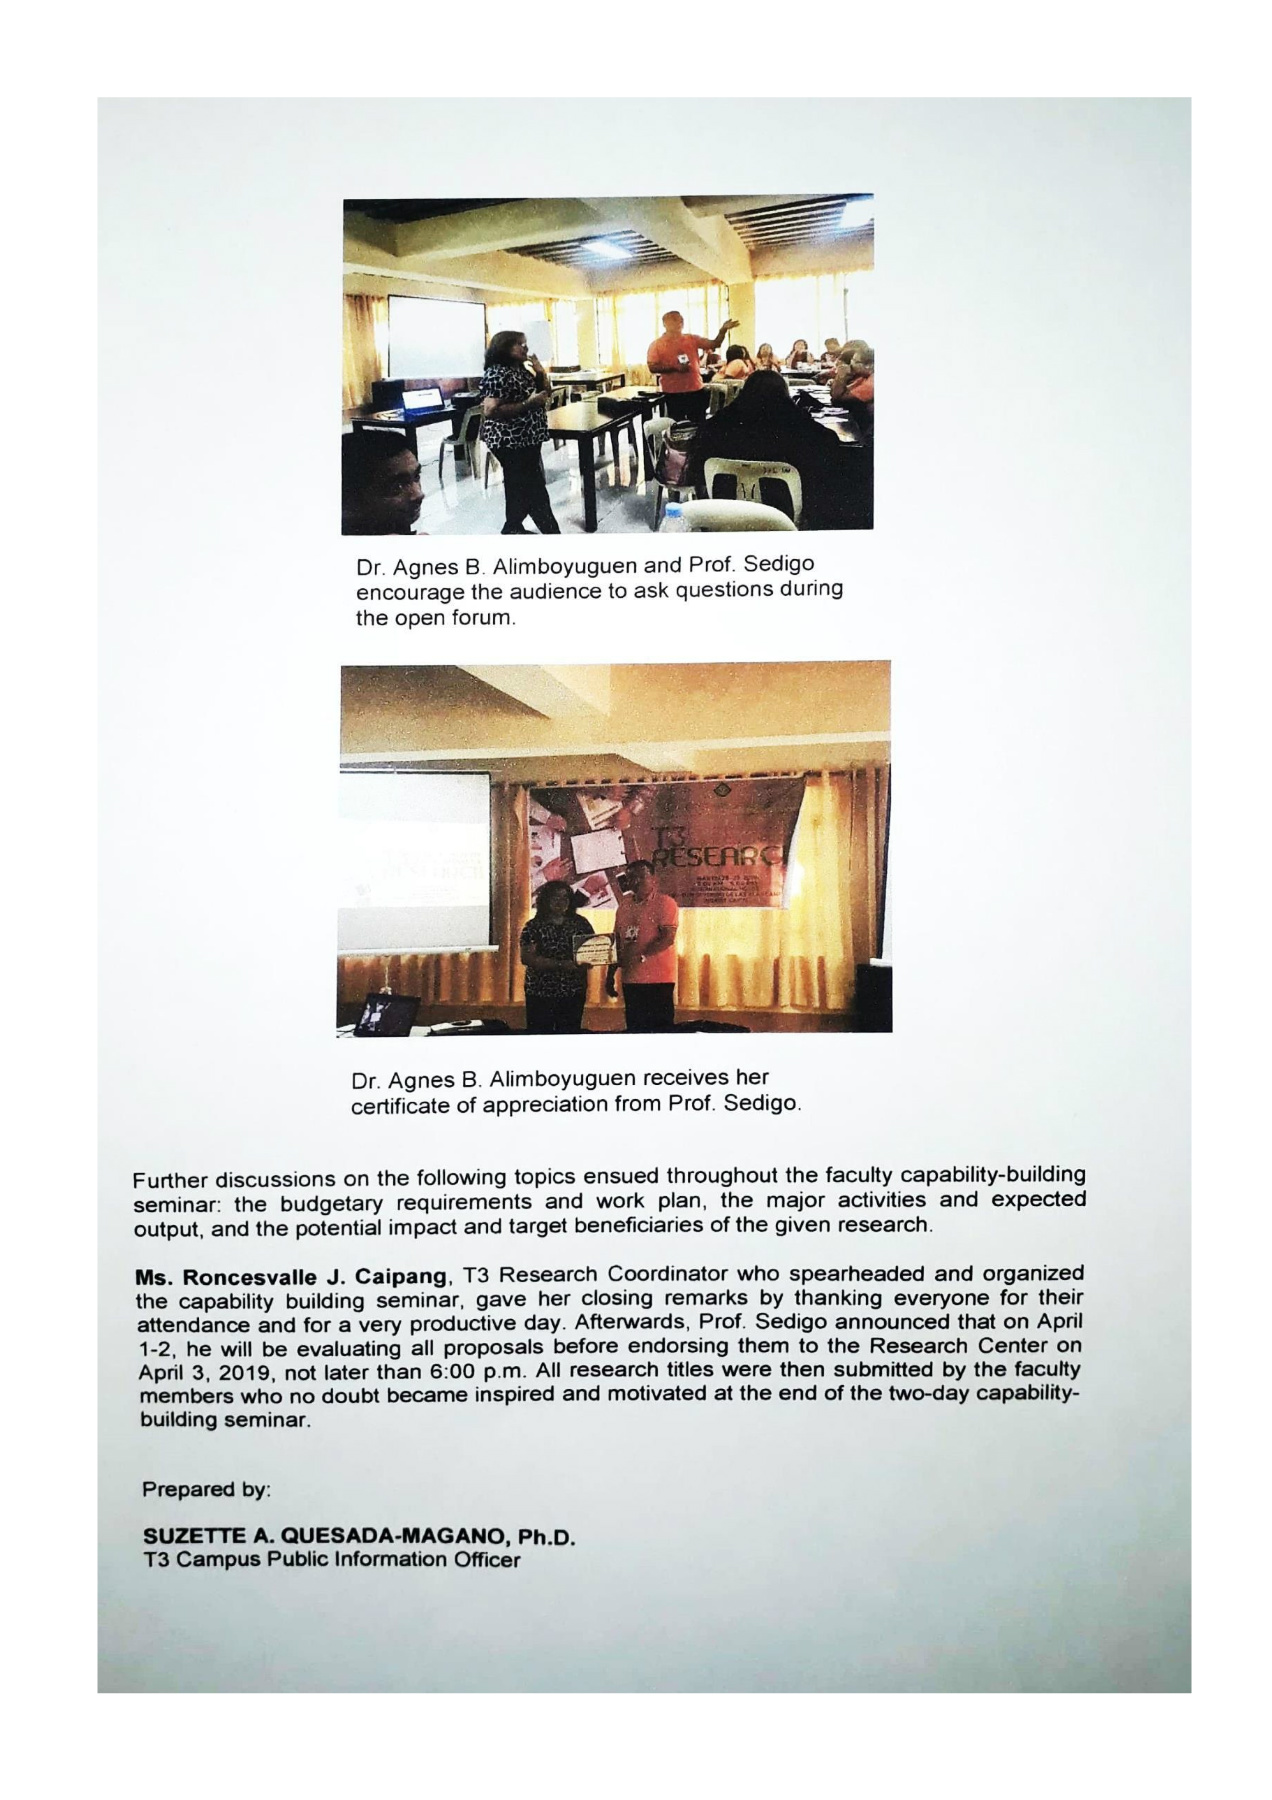 T3
RESEARC
Dr. Agnes B. Alimboyuguen and Prof. Sedigo
encourage the audience to ask questions during
the open forum.
Dr. Agnes B. Alimboyuguen receives her
certificate of appreciation from Prof. Sedigo.
Further discussions on the following topics ensued throughout the faculty capability-building
seminar: the budgetary requirements and work plan, the major activities and expected
output, and the potential impact and target beneficiaries of the given research.
Ms. Roncesvalle J. Caipang, T3 Research Coordinator who spearheaded and organized
the capability building seminar, gave her closing remarks by thanking everyone for their
attendance and for a very productive day. Afterwards, Prof. Sedigo announced that on April
1-2, he will be evaluating all proposals before endorsing them to the Research Center on
April 3, 2019, not later than 6:00 p.m. All research titles were then submitted by the faculty
members who no doubt became inspired and motivated at the end of the two-day capability-
building seminar.
Prepared by:
SUZETTE A. QUESADA-MAGANO, Ph.D.
T3 Campus Public Information Officer